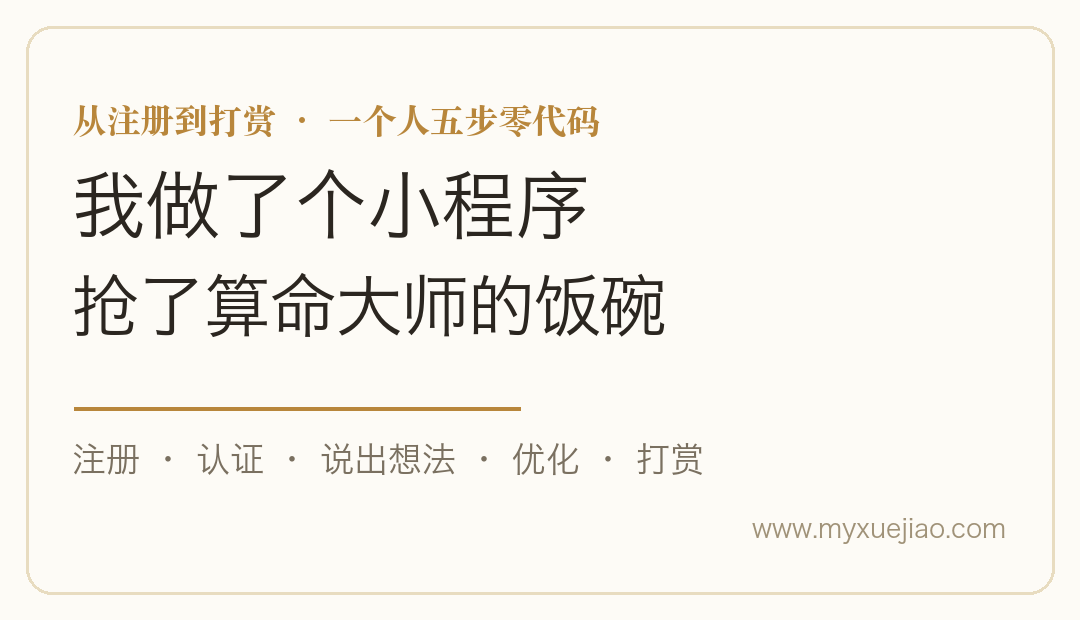 从注册到打赏 · 一个人五步零代码
我做了个小程序
抢了算命大师的饭碗
注册 · 认证 · 说出想法 · 优化 · 打赏
www.myxuejiao.com